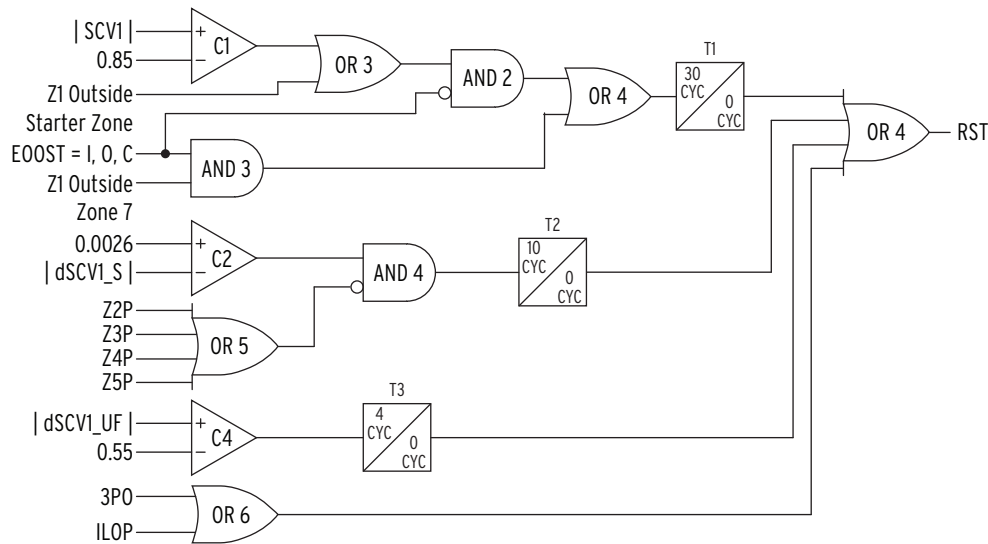 | SCV1 |
+
0.85
−
C1
OR 3
Z1 Outside
Starter Zone
AND 2
OR 4
T1
30
CYC
0
CYC
OR 4
RST
EOOST = I, O, C
Z1 Outside
Zone 7
AND 3
0.0026
+
| dSCV1_S |
−
C2
AND 4
T2
10
CYC
0
CYC
Z2P
Z3P
Z4P
Z5P
OR 5
| dSCV1_UF |
+
0.55
−
C4
T3
4
CYC
0
CYC
3PO
ILOP
OR 6